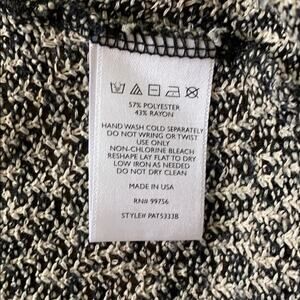 57% POLYESTER
43% RAYON
HAND WASH COLD SEPARATELY
DO NOT WRING OR TWIST
USE ONLY
NON-CHLORINE BLEACH
RESHAPE LAY FLAT TO DRY
LOW IRON AS NEEDED
DO NOT DRY CLEAN
MADE IN USA
RN# 99756
STYLE# PAT5333B